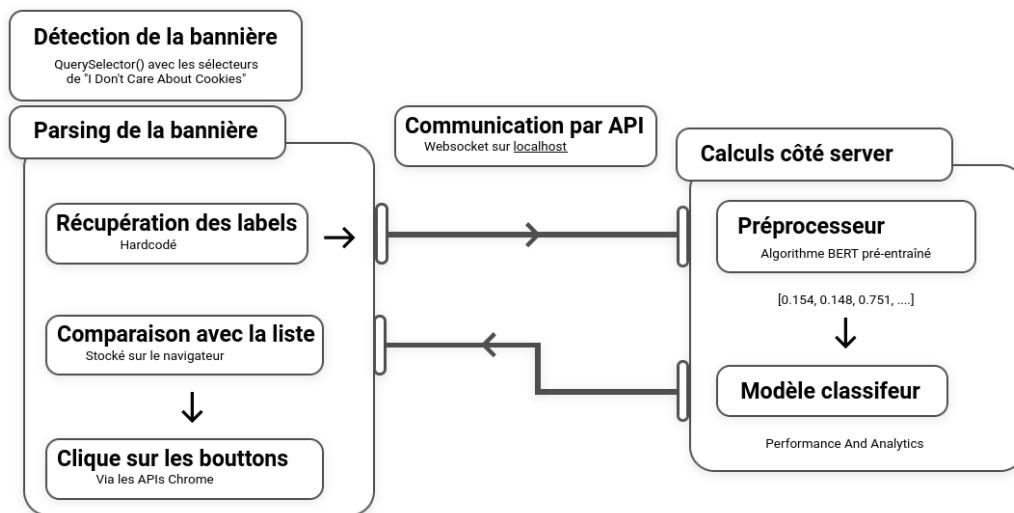 Détection de la bannière
QuerySelector() avec les sélecteurs
de "I Don't Care About Cookies"
Parsing de la bannière
Récupération des labels
Hardcodé
Comparaison avec la liste
Stocké sur le navigateur
Clique sur les bouttons
Via les APIs Chrome
Communication par API
Websocket sur localhost
Calculs côté server
Préprocesseur
Algorithme BERT pré-entraîné
[0.154, 0.148, 0.751, ....]
Modèle classifeur
Performance And Analytics